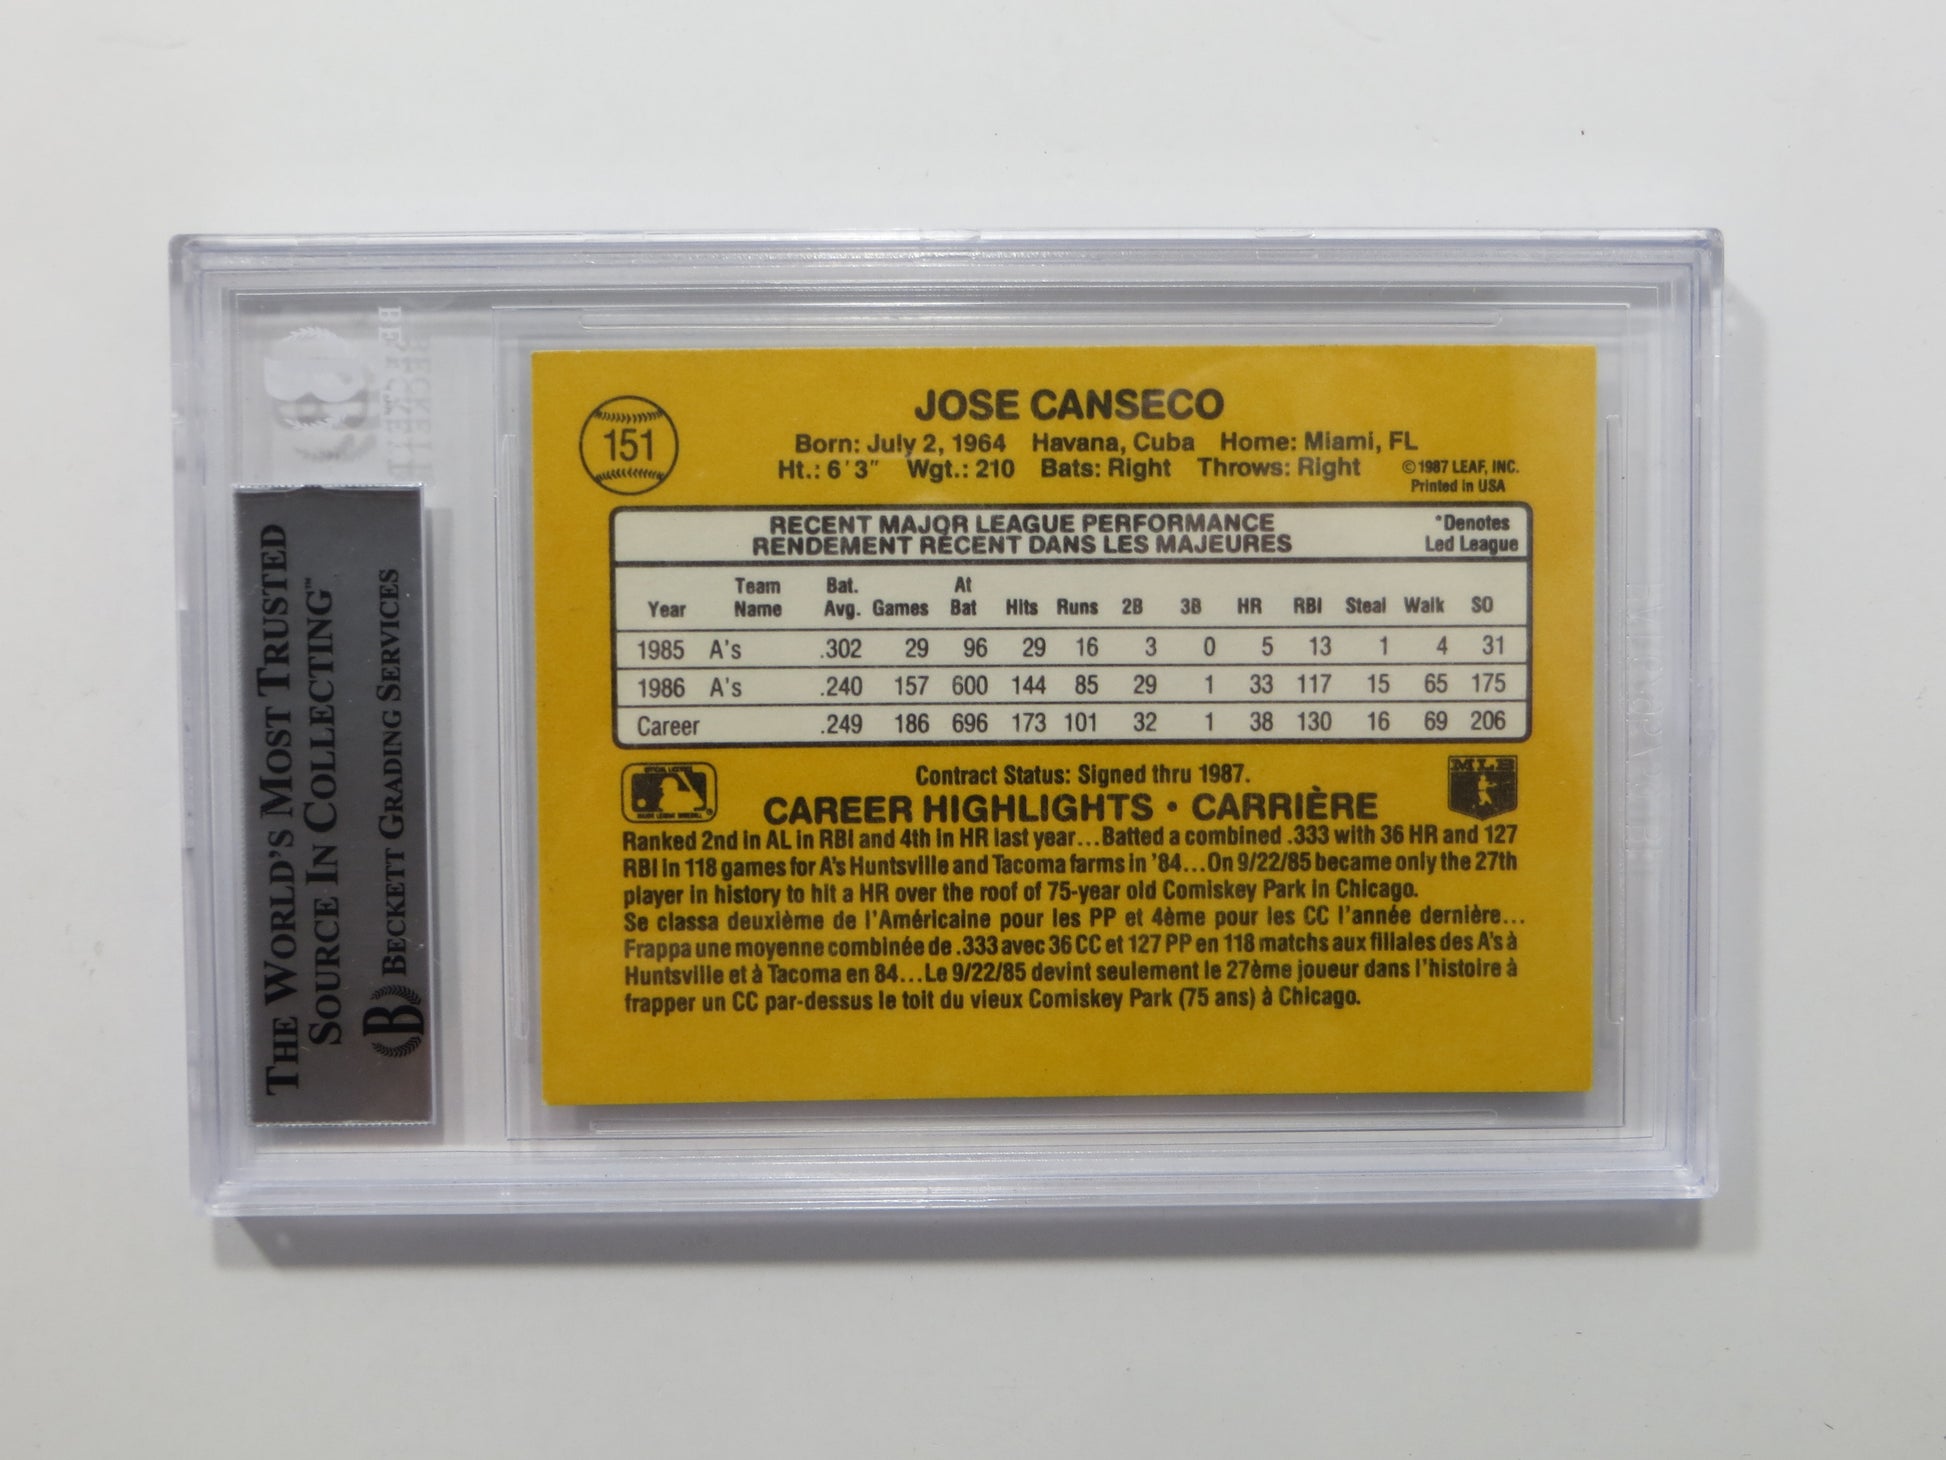 THE WORLD'S MOST TRUSTED
SOURCE IN COLLECTING™
BECKETT GRADING SERVICES
BECKETT
151
JOSE CANSECO
Born: July 2, 1964 Havana, Cuba Home: Miami, FL
Ht.: 6'3" Wgt.: 210 Bats: Right Throws: Right
©1987 LEAF, INC.
Printed in USA
RECENT MAJOR LEAGUE PERFORMANCE
RENDEMENT RECENT DANS LES MAJEURES
*Denotes
Led League
Year Team Name Bat. Avg. Games At Bat Hits Runs 2B 3B HR RBI Steal Walk SO
1985 A's .302 29 96 29 16 3 0 5 13 1 4 31
1986 A's .240 157 600 144 85 29 1 33 117 15 65 175
Career .249 186 696 173 101 32 1 38 130 16 69 206
Contract Status: Signed thru 1987.
MLB
CAREER HIGHLIGHTS • CARRIÈRE
Ranked 2nd in AL in RBI and 4th in HR last year...Batted a combined .333 with 36 HR and 127
RBI in 118 games for A's Huntsville and Tacoma farms in '84...On 9/22/85 became only the 27th
player in history to hit a HR over the roof of 75-year old Comiskey Park in Chicago.
Se classa deuxième de l'Américaine pour les PP et 4ème pour les CC l'année dernière...
Frappa une moyenne combinée de .333 avec 36 CC et 127 PP en 118 matchs aux filiales des A's à
Huntsville et à Tacoma en 84...Le 9/22/85 devint seulement le 27ème joueur dans l'histoire à
frapper un CC par-dessus le toit du vieux Comiskey Park (75 ans) à Chicago.